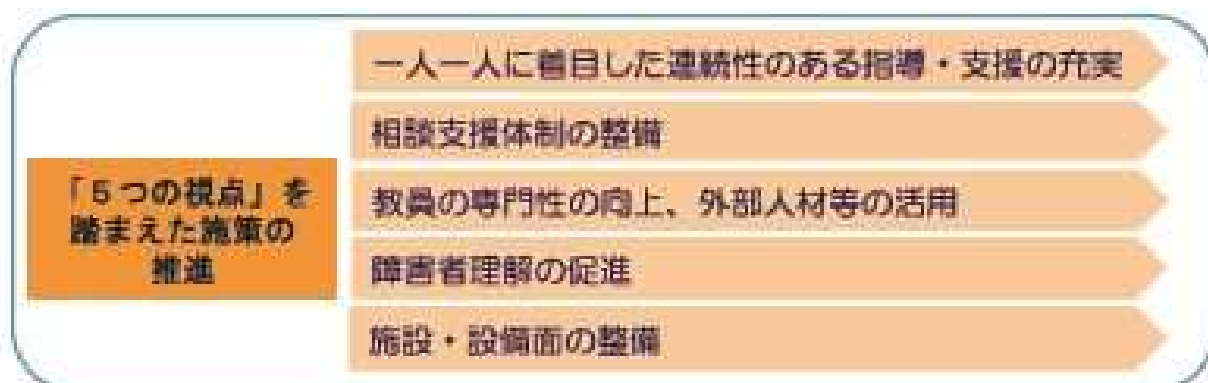 一人一人に着目した連続性のある指導・支援の充実
相談支援体制の整備
「5つの視点」を
踏まえた施策の
推進
教員の専門性の向上、外部人材等の活用
障害者理解の促進
施設・設備面の整備